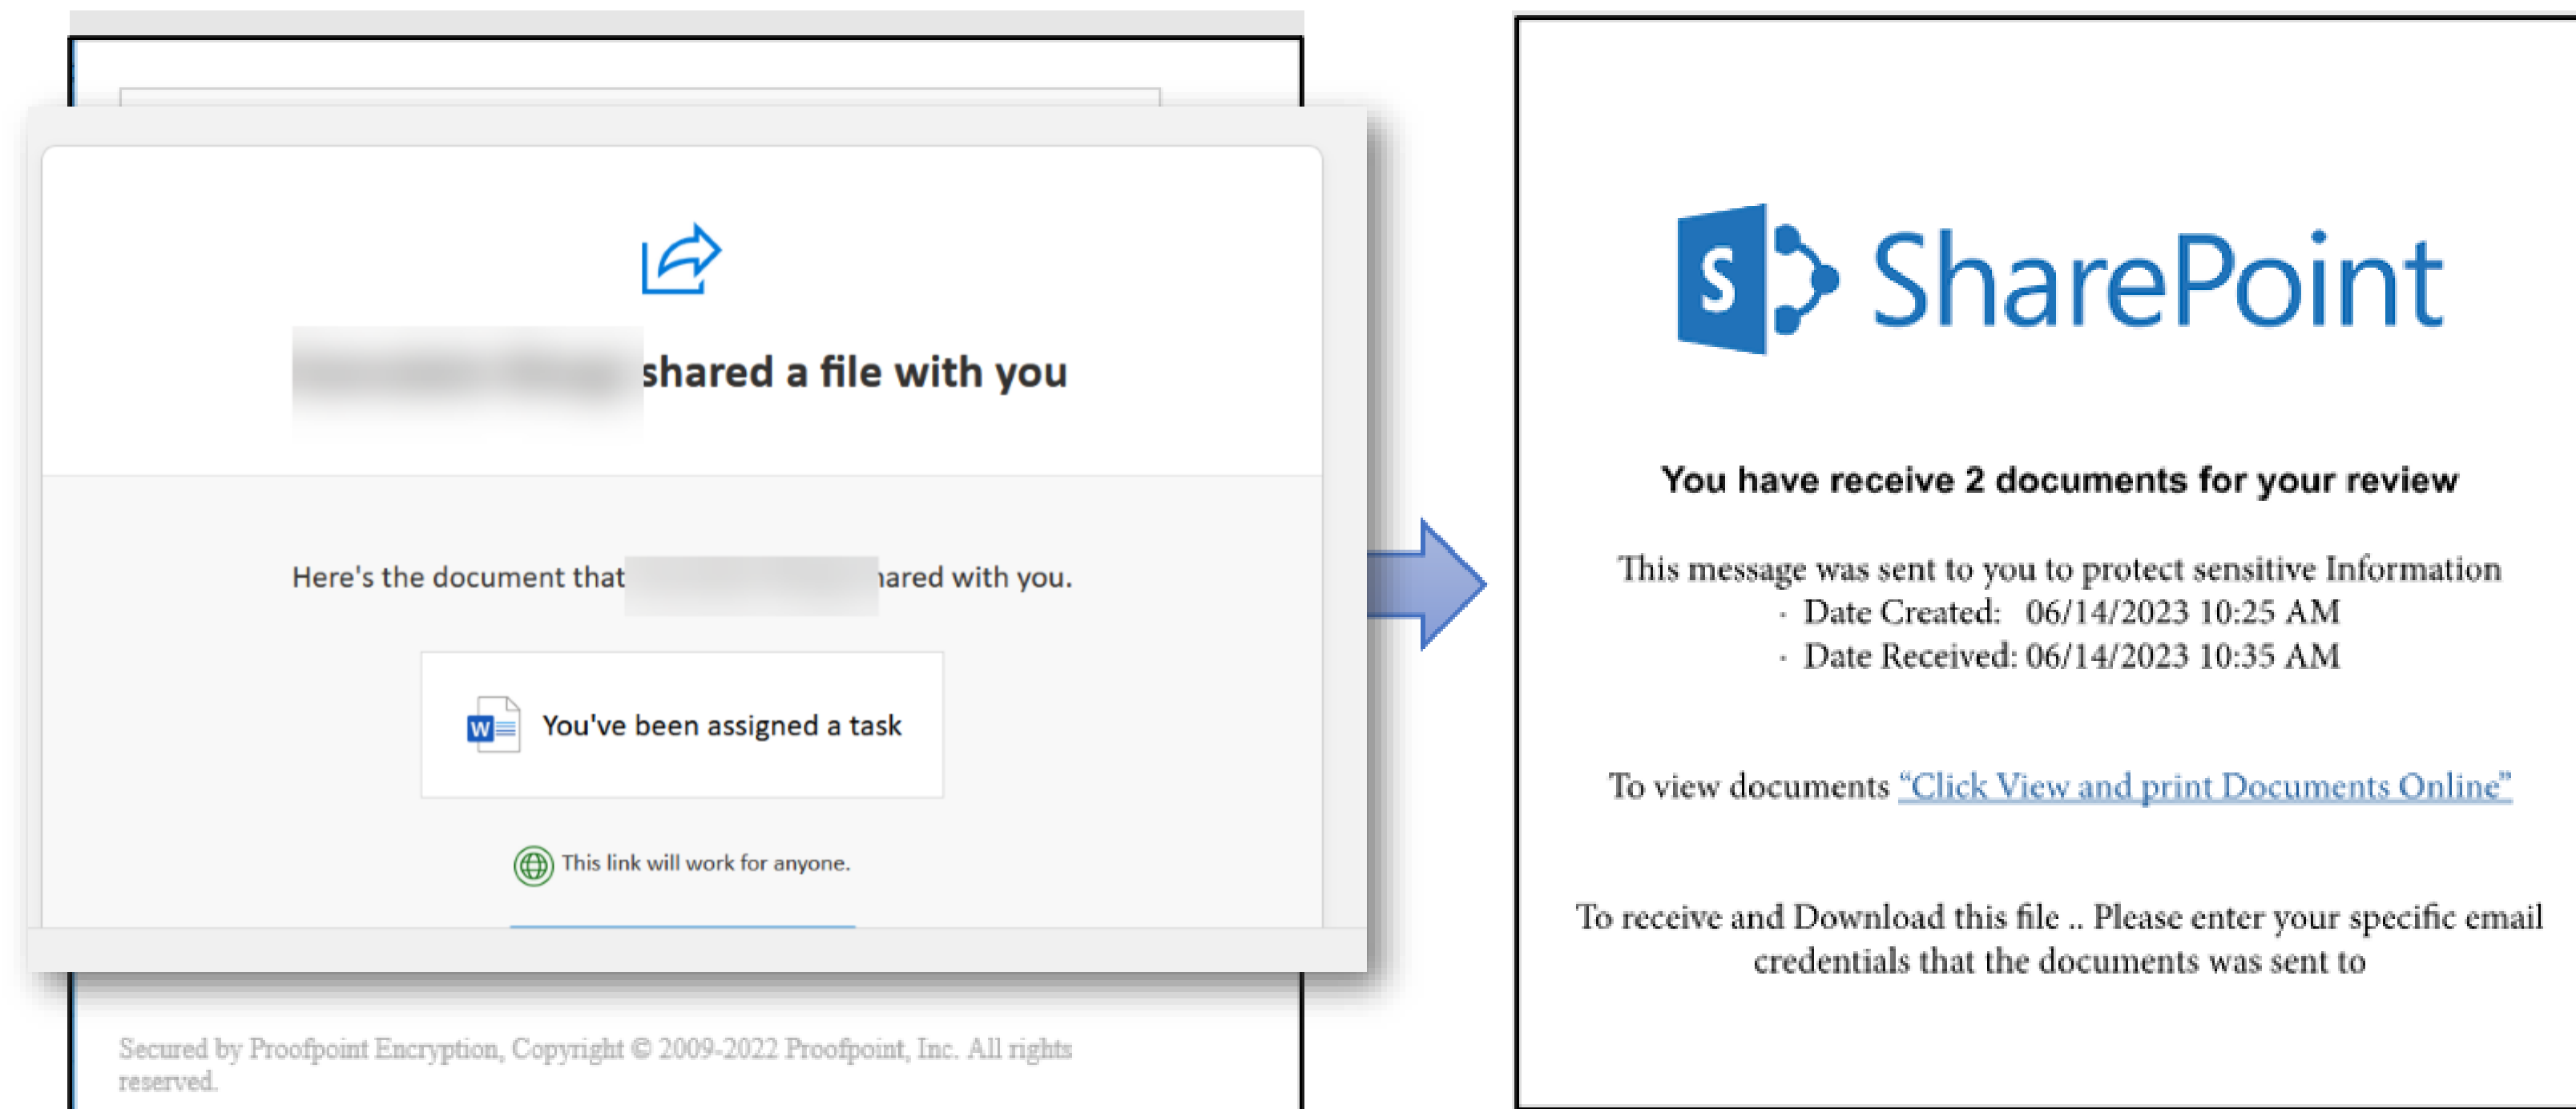 shared a file with you
Here's the document that hared with you.
W
You've been assigned a task
This link will work for anyone.
Secured by Proofpoint Encryption, Copyright © 2009-2022 Proofpoint, Inc. All rights
reserved.
S
SharePoint
You have receive 2 documents for your review
This message was sent to you to protect sensitive Information
· Date Created: 06/14/2023 10:25 AM
· Date Received: 06/14/2023 10:35 AM
To view documents “Click View and print Documents Online”
To receive and Download this file .. Please enter your specific email
credentials that the documents was sent to